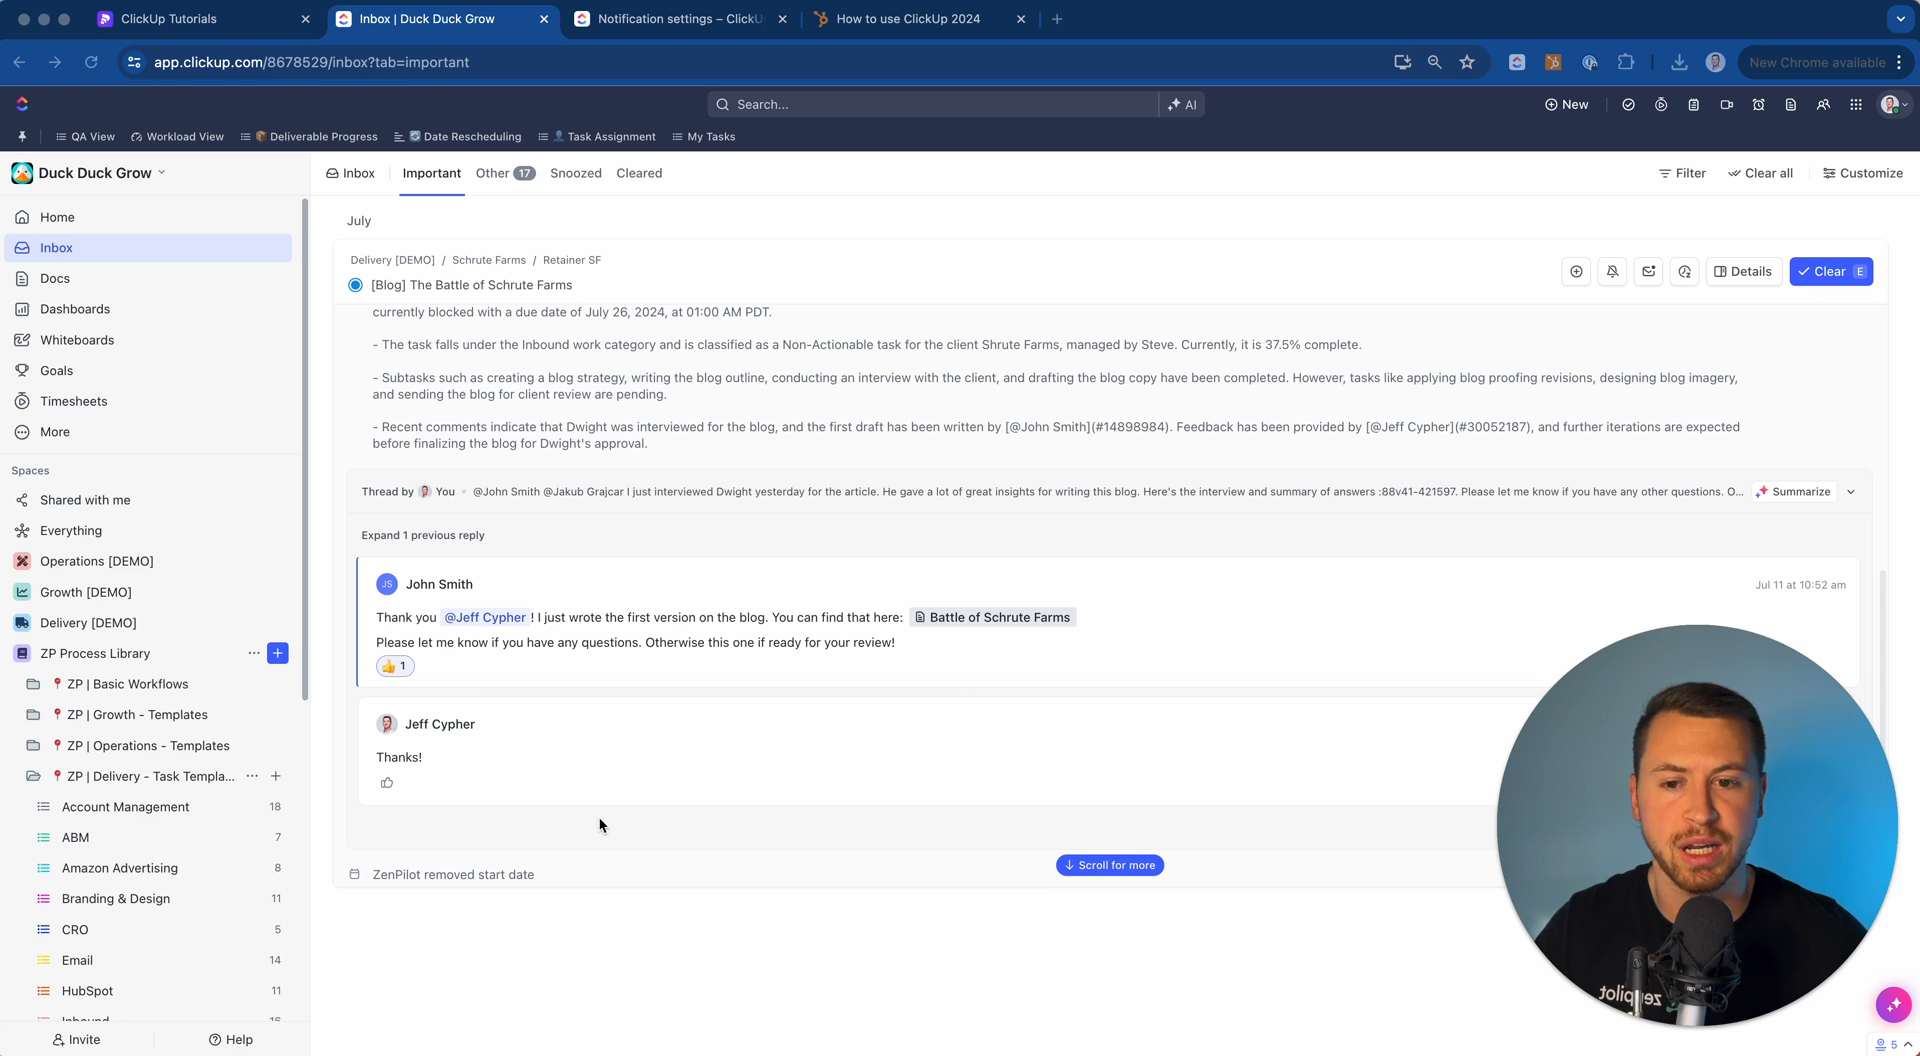 ClickUp Tutorials
Inbox | Duck Duck Grow
Notification settings – ClickU
How to use ClickUp 2024
app.clickup.com/8678529/inbox?tab=important
New Chrome available
Search...
AI
New
QA View
Workload View
Deliverable Progress
Date Rescheduling
Task Assignment
My Tasks
Duck Duck Grow
Inbox
Important
Other 17
Snoozed
Cleared
Filter
Clear all
Customize
Home
Inbox
Docs
Dashboards
Whiteboards
Goals
Timesheets
More
Spaces
Shared with me
Everything
Operations [DEMO]
Growth [DEMO]
Delivery [DEMO]
ZP Process Library
ZP | Basic Workflows
ZP | Growth - Templates
ZP | Operations - Templates
ZP | Delivery - Task Templa...
Account Management 18
ABM 7
Amazon Advertising 8
Branding & Design 11
CRO 5
Email 14
HubSpot 11
Inbound 16
Invite
Help
July
Delivery [DEMO] / Schrute Farms / Retainer SF
[Blog] The Battle of Schrute Farms
Details
Clear E
currently blocked with a due date of July 26, 2024, at 01:00 AM PDT.
- The task falls under the Inbound work category and is classified as a Non-Actionable task for the client Shrute Farms, managed by Steve. Currently, it is 37.5% complete.
- Subtasks such as creating a blog strategy, writing the blog outline, conducting an interview with the client, and drafting the blog copy have been completed. However, tasks like applying blog proofing revisions, designing blog imagery,
and sending the blog for client review are pending.
- Recent comments indicate that Dwight was interviewed for the blog, and the first draft has been written by [@John Smith](#14898984). Feedback has been provided by [@Jeff Cypher](#30052187), and further iterations are expected
before finalizing the blog for Dwight's approval.
Thread by You @John Smith @Jakub Grajcar I just interviewed Dwight yesterday for the article. He gave a lot of great insights for writing this blog. Here's the interview and summary of answers :88v41-421597. Please let me know if you have any other questions. O...
Summarize
Expand 1 previous reply
JS
John Smith
Jul 11 at 10:52 am
Thank you @Jeff Cypher ! I just wrote the first version on the blog. You can find that here: Battle of Schrute Farms
Please let me know if you have any questions. Otherwise this one if ready for your review!
1
Jeff Cypher
Thanks!
Scroll for more
ZenPilot removed start date
zenpilot
5